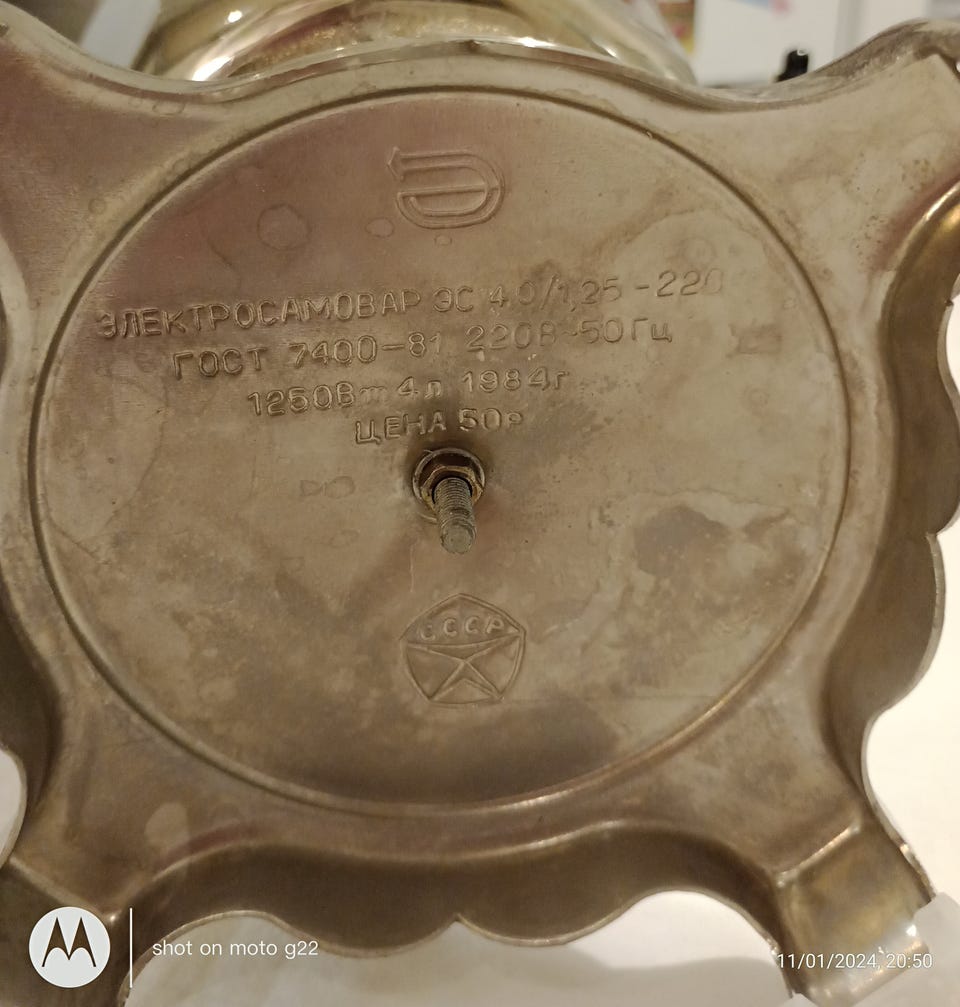 ЭЛЕКТРОСАМОВАР ЭС 4.0/1,25-220
ГОСТ 7400-81 220В~50Гц
1250Вт 4л 1984г
ЦЕНА 50р
СССР
shot on moto g22
11/01/2024, 20:50